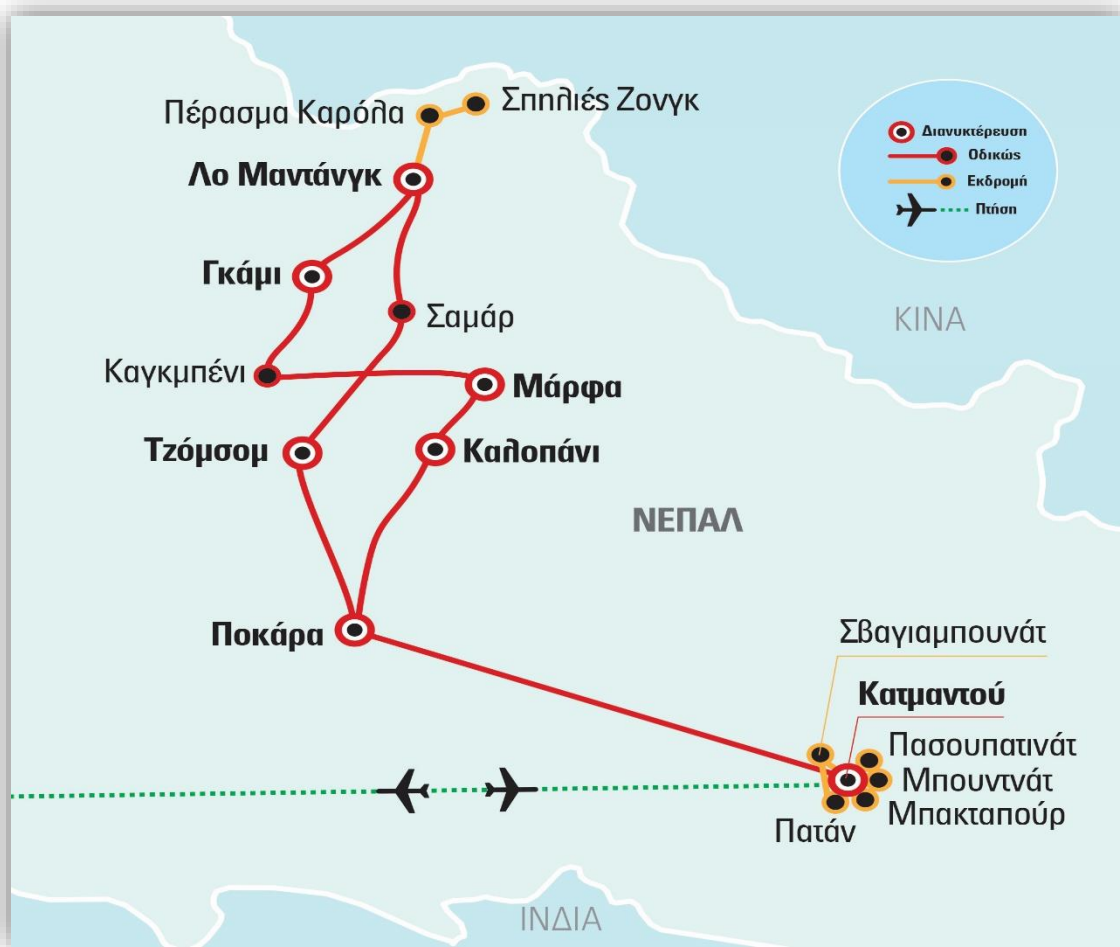 Πέρασμα Καρόλα
Σπηλιές Ζονγκ
Λο Μαντάνγκ
Γκάμι
Σαμάρ
Καγκμπένι
Μάρφα
Τζόμσομ
Καλοπάνι
Ποκάρα
Διανυκτέρευση
Οδικώς
Εκδρομή
Πτήση
ΚΙΝΑ
ΝΕΠΑΛ
Σβαγιαμπουνάτ
Κατμαντού
Πασουπατινάτ
Μπουντνάτ
Μπακταπούρ
Πατάν
ΙΝΔΙΑ